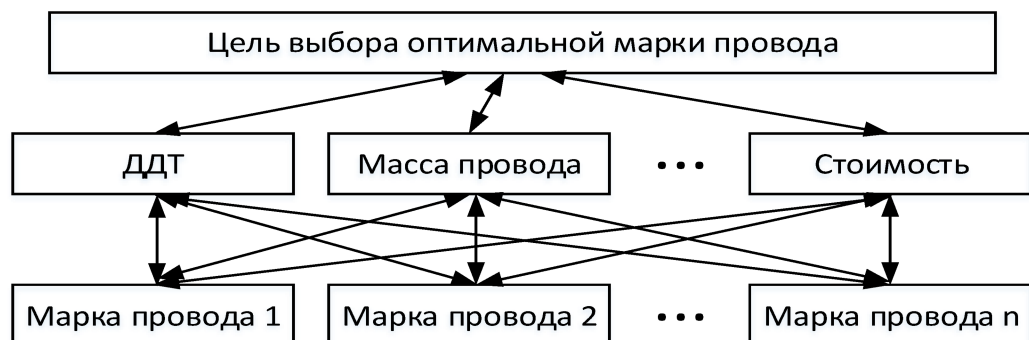 Цель выбора оптимальной марки провода
ДДТ
Масса провода
...
Стоимость
Марка провода 1
Марка провода 2
...
Марка провода n